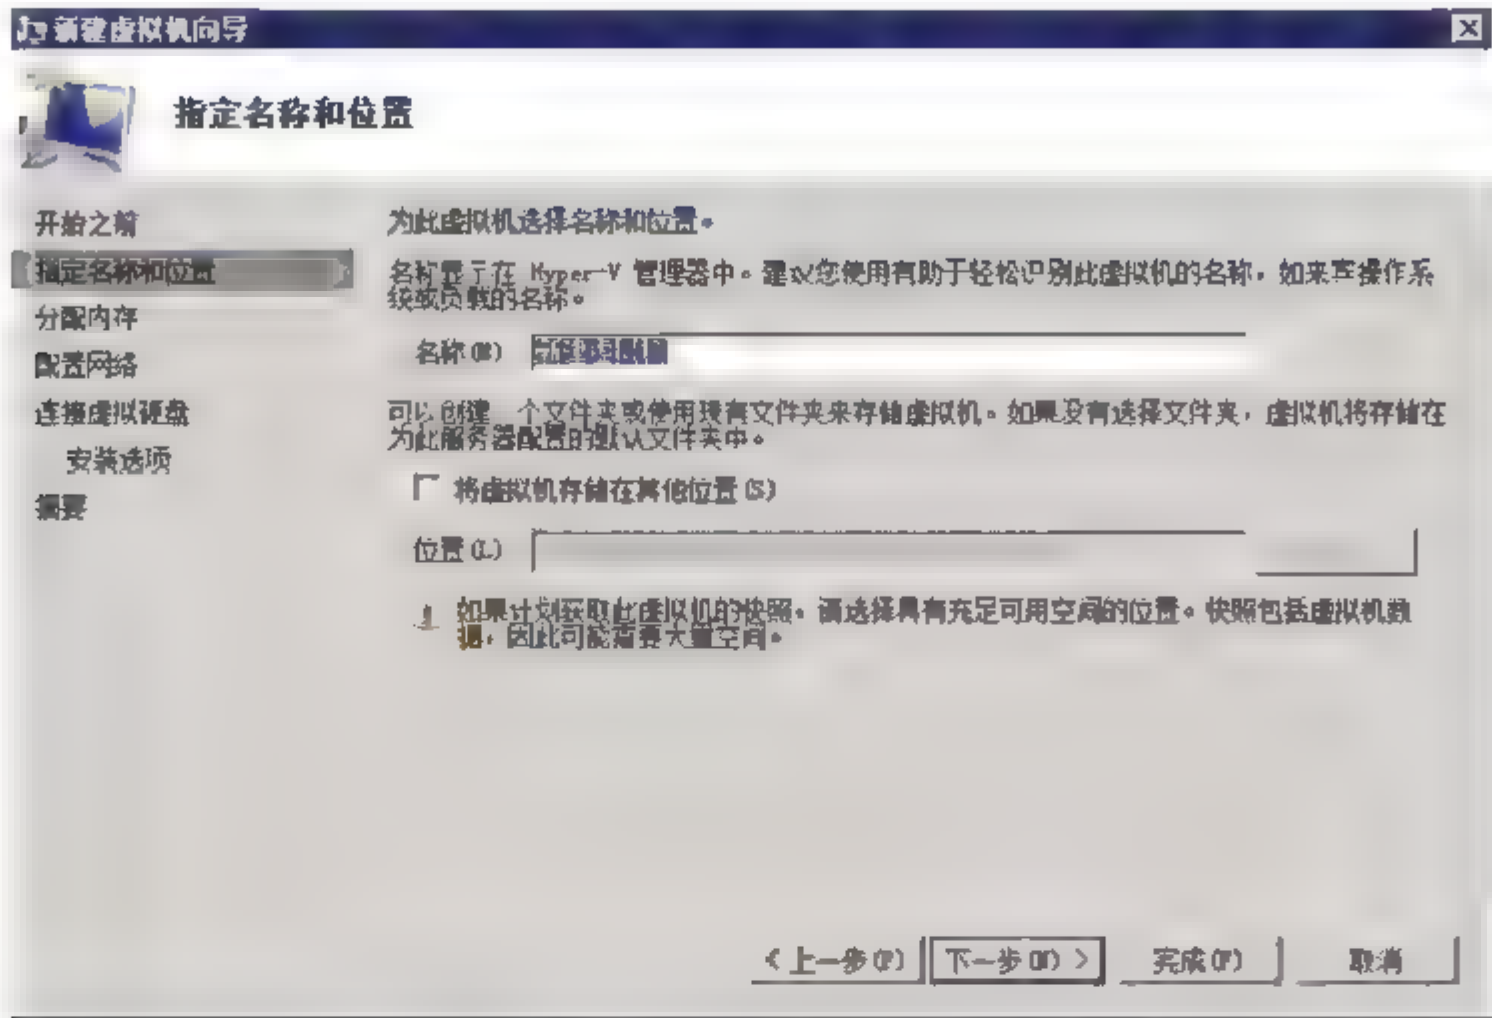 新建虚拟机向导
指定名称和位置
开始之前
指定名称和位置
分配内存
配置网络
连接虚拟硬盘
安装选项
摘要
为此虚拟机选择名称和位置。
名称显示在 Hyper-V 管理器中。建议您使用有助于轻松识别此虚拟机的名称，如来宾操作系
统或负载的名称。
名称(M)
可以创建一个文件夹或使用现有文件夹来存储虚拟机。如果没有选择文件夹，虚拟机将存储在
为此服务器配置的默认文件夹中。
将虚拟机存储在其他位置(S)
位置(L)
如果计划获取此虚拟机的快照，请选择具有充足可用空间的位置。快照包括虚拟机数
据，因此可能需要大量空间。
< 上一步(P)
下一步(N) >
完成(F)
取消